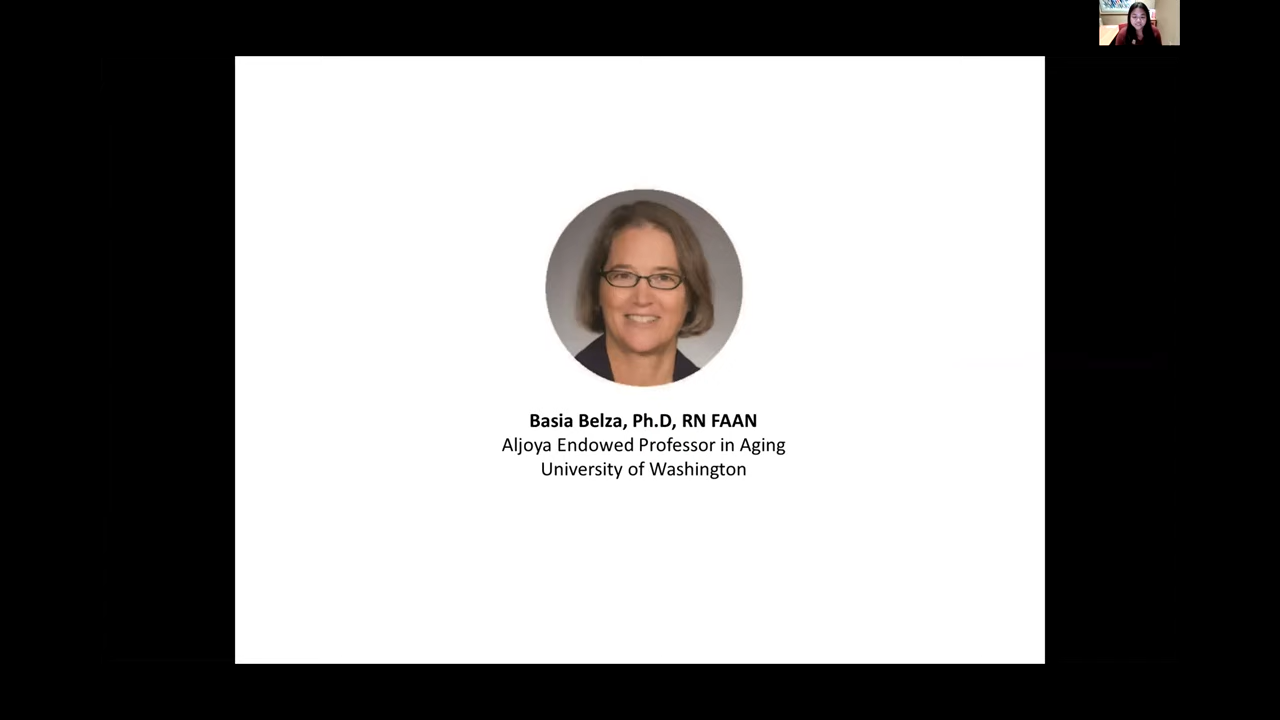 Basia Belza, Ph.D, RN FAAN
Aljoya Endowed Professor in Aging
University of Washington